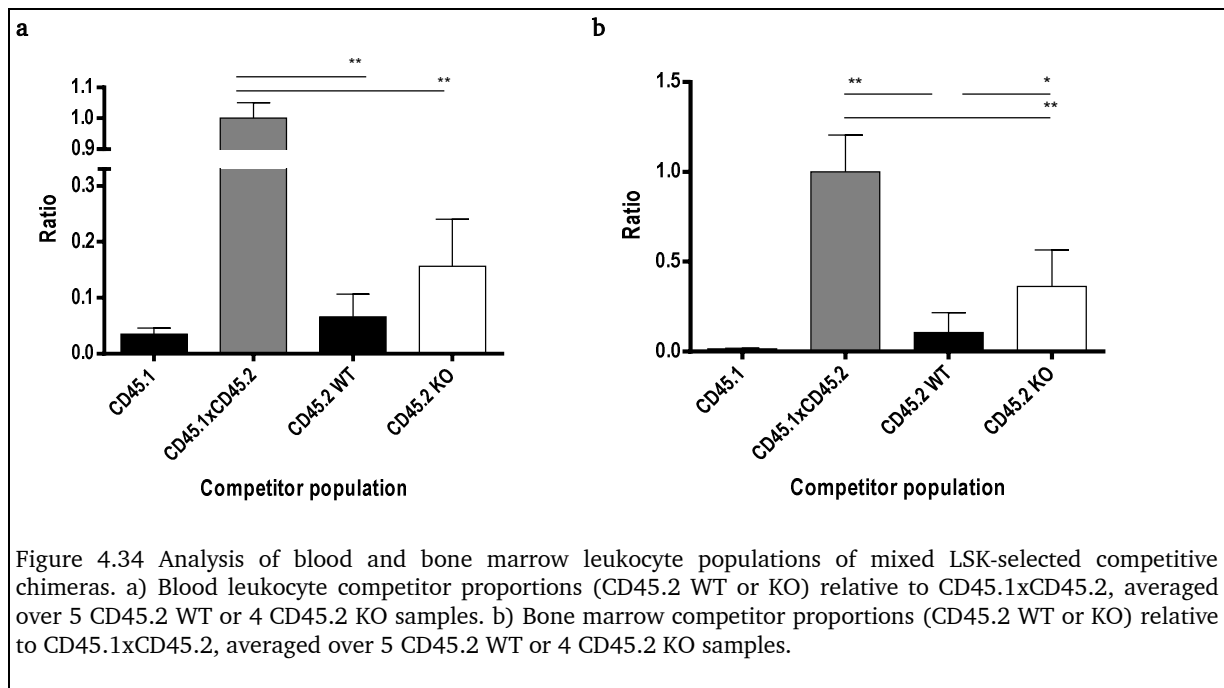 a
**
**
1.1
1.0
0.9
0.3
0.2
0.1
0.0
Ratio
CD45.1
CD45.1xCD45.2
CD45.2 WT
CD45.2 KO
Competitor population
b
**
*
**
1.5
1.0
0.5
0.0
Ratio
CD45.1
CD45.1xCD45.2
CD45.2 WT
CD45.2 KO
Competitor population
Figure 4.34 Analysis of blood and bone marrow leukocyte populations of mixed LSK-selected competitive
chimeras. a) Blood leukocyte competitor proportions (CD45.2 WT or KO) relative to CD45.1xCD45.2, averaged
over 5 CD45.2 WT or 4 CD45.2 KO samples. b) Bone marrow competitor proportions (CD45.2 WT or KO) relative
to CD45.1xCD45.2, averaged over 5 CD45.2 WT or 4 CD45.2 KO samples.